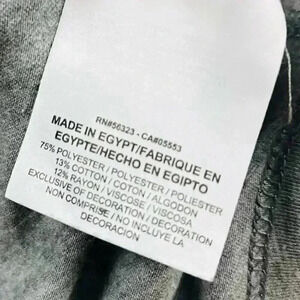 RN#56323 - CA#05553
MADE IN EGYPT/FABRIQUE EN
EGYPTE/HECHO EN EGIPTO
75% POLYESTER / POLYESTER / POLIESTER
13% COTTON / COTON / ALGODON
12% RAYON / VISCOSE / VISCOSA
EXCLUSIVE OF DECORATION / DECORATION
NON COMPRISE / NO INCLUYE LA
DECORACION